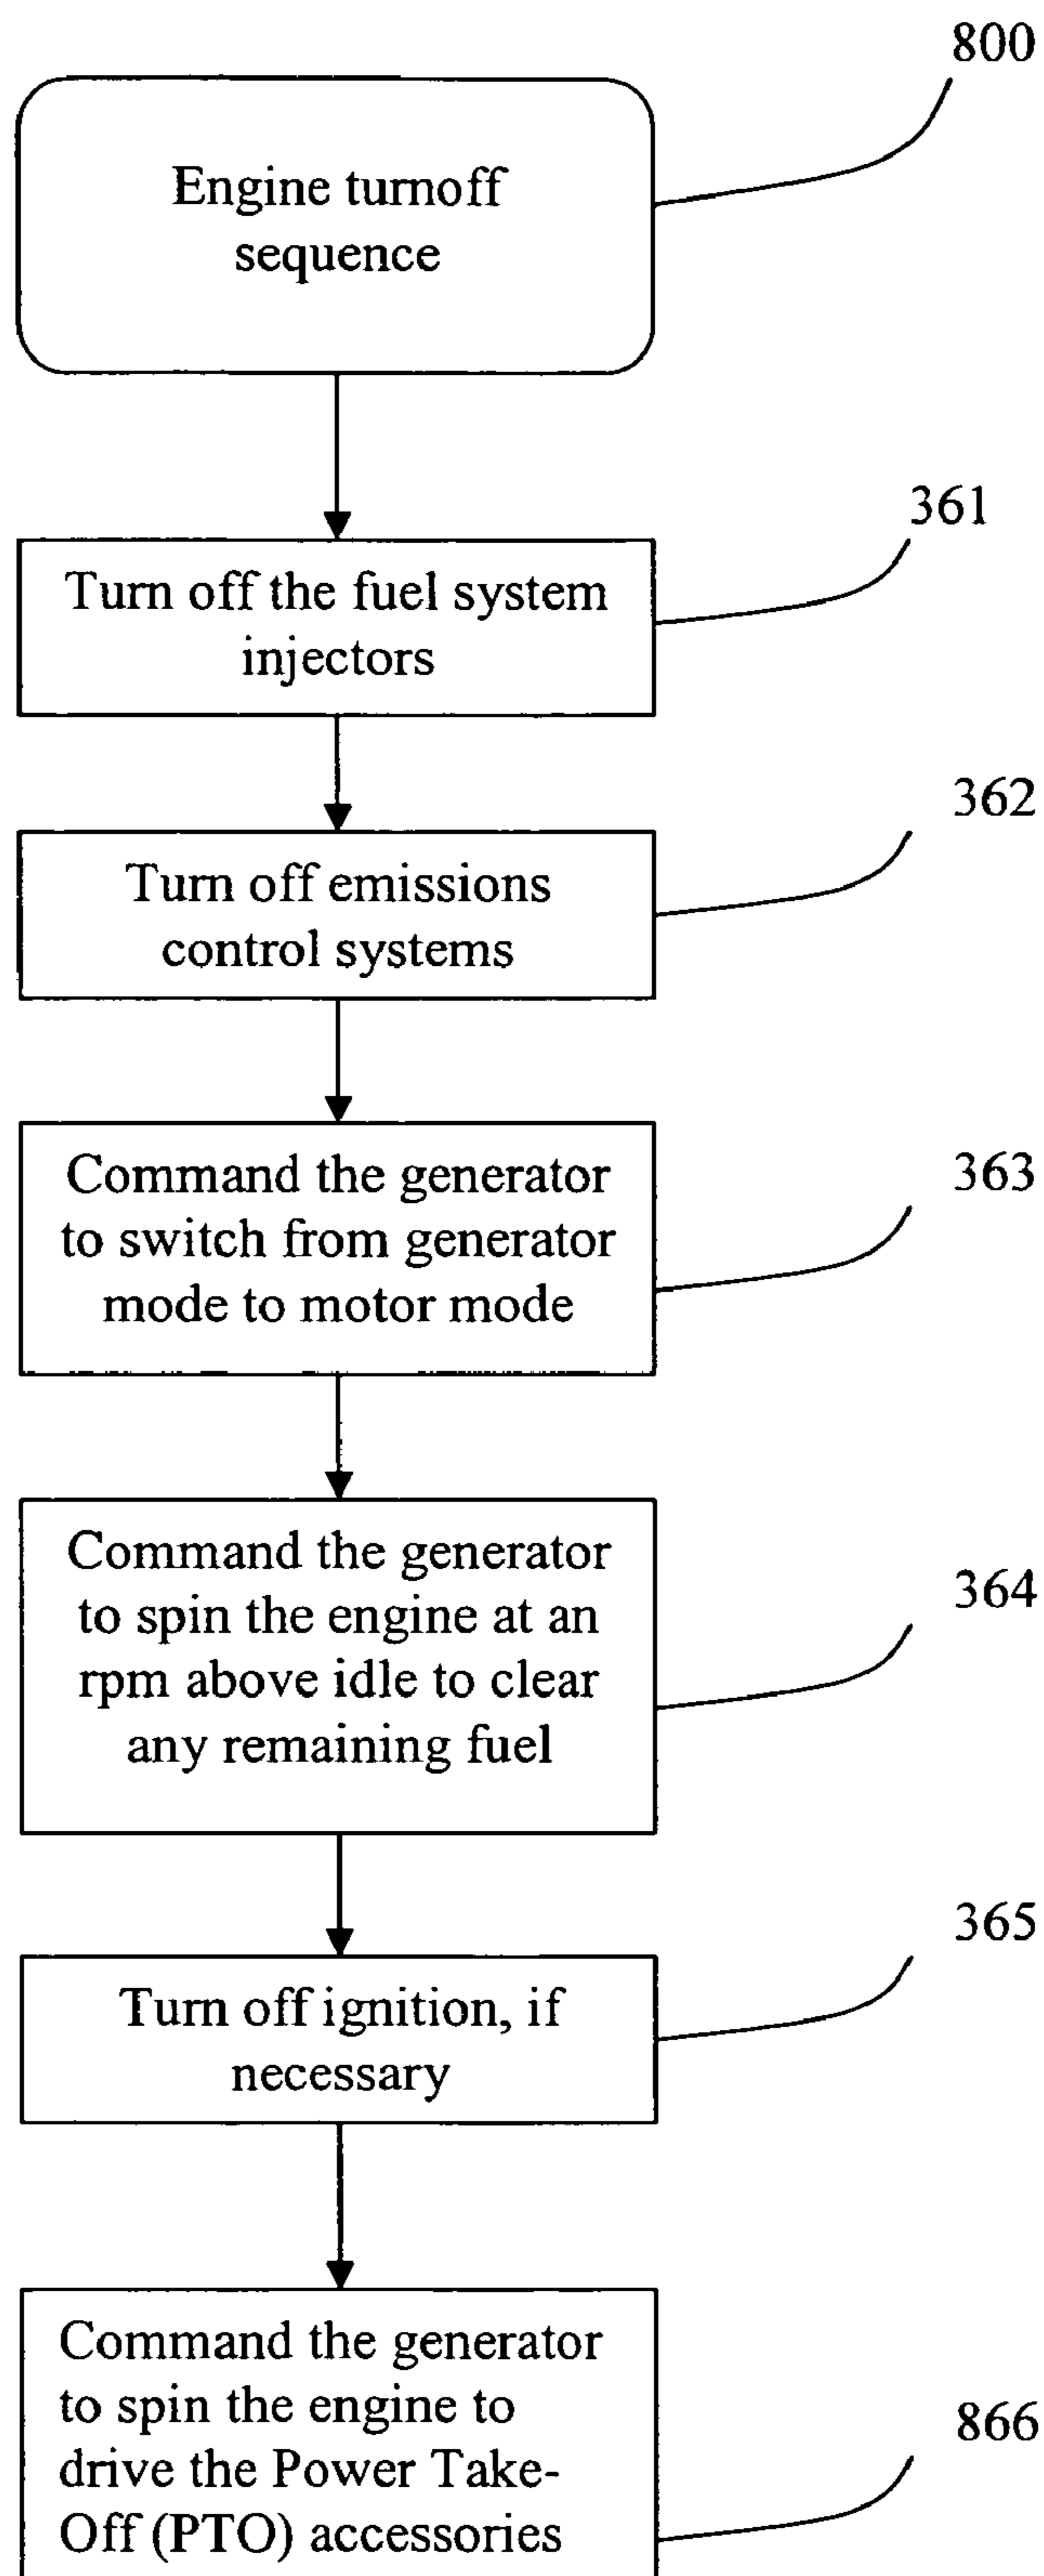 800
Engine turnoff
sequence
361
Turn off the fuel system
injectors
362
Turn off emissions
control systems
363
Command the generator
to switch from generator
mode to motor mode
364
Command the generator
to spin the engine at an
rpm above idle to clear
any remaining fuel
365
Turn off ignition, if
necessary
866
Command the generator
to spin the engine to
drive the Power Take-
Off (PTO) accessories